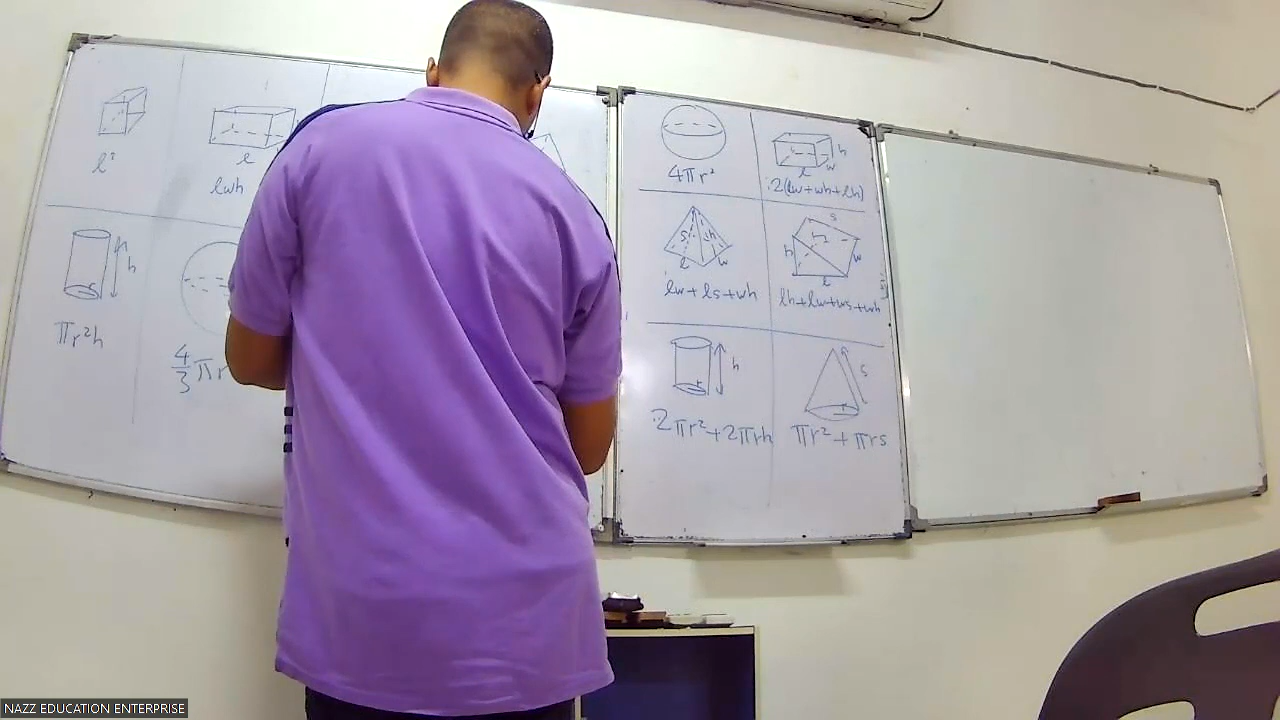 l³
l
lwh
h
r
πr²h
4/3 πr
4πr²
h
l
w
2(lw+wh+lh)
s
h
l
w
lw+ls+wh
s
h
w
l
lh+lw+ws+wh
h
r
2πr²+2πrh
s
r
πr²+πrs
NAZZ EDUCATION ENTERPRISE